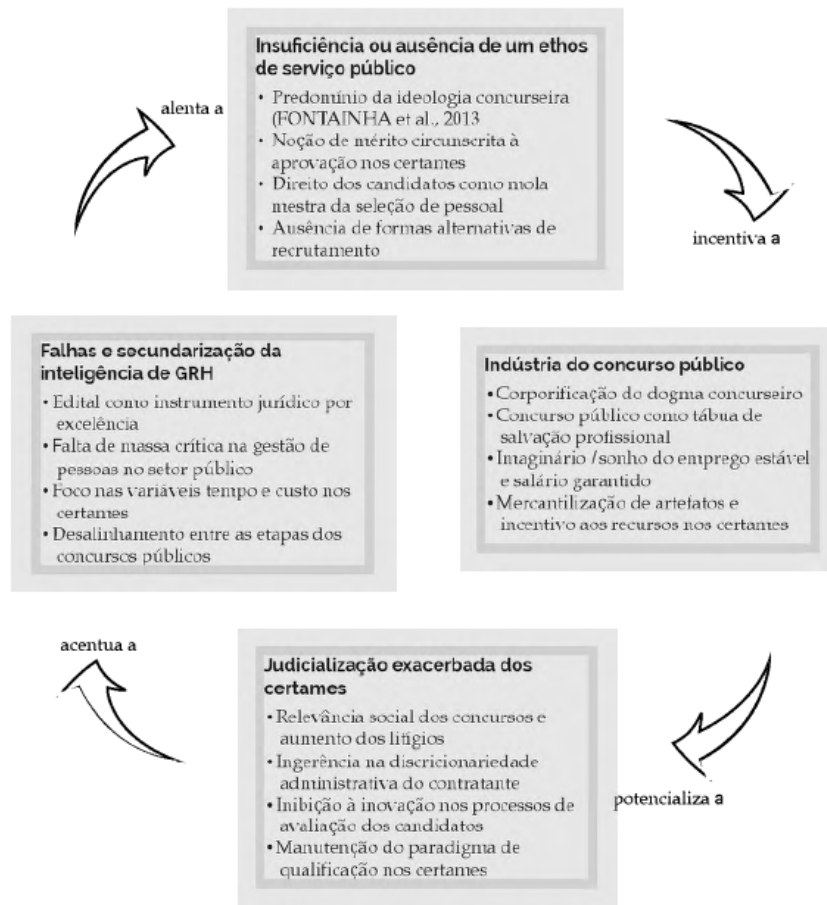 Insuficiência ou ausência de um ethos
de serviço público
• Predomínio da ideologia concurseira
(FONTAINHA et al., 2013
• Noção de mérito circunscrita à
aprovação nos certames
• Direito dos candidatos como mola
mestra da seleção de pessoal
• Ausência de formas alternativas de
recrutamento
alenta a
incentiva a
Falhas e secundarização da
inteligência de GRH
• Edital como instrumento jurídico por
excelência
• Falta de massa crítica na gestão de
pessoas no setor público
• Foco nas variáveis tempo e custo nos
certames
• Desalinhamento entre as etapas dos
concursos públicos
Indústria do concurso público
• Corporificação do dogma concurseiro
• Concurso público como tábua de
salvação profissional
• Imaginário /sonho do emprego estável
e salário garantido
• Mercantilização de artefatos e
incentivo aos recursos nos certames
acentua a
Judicialização exacerbada dos
certames
• Relevância social dos concursos e
aumento dos litígios
• Ingerência na discricionariedade
administrativa do contratante
• Inibição à inovação nos processos de
avaliação dos candidatos
• Manutenção do paradigma de
qualificação nos certames
potencializa a